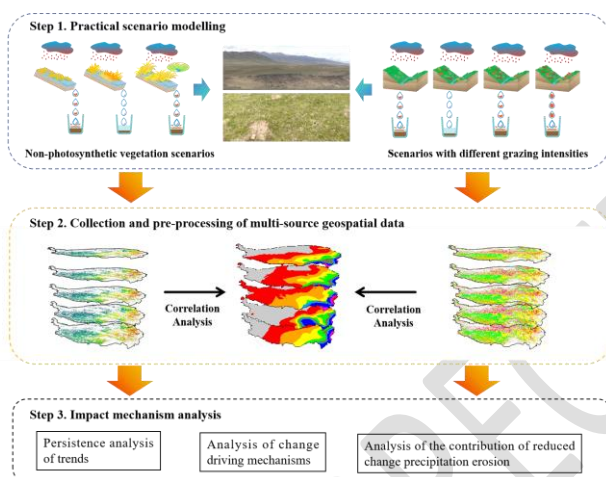 Step 1. Practical scenario modelling
Non-photosynthetic vegetation scenarios
Scenarios with different grazing intensities
Step 2. Collection and pre-processing of multi-source geospatial data
Correlation
Analysis
Correlation
Analysis
Step 3. Impact mechanism analysis
Persistence analysis
of trends
Analysis of change
driving mechanisms
Analysis of the contribution of reduced
change precipitation erosion